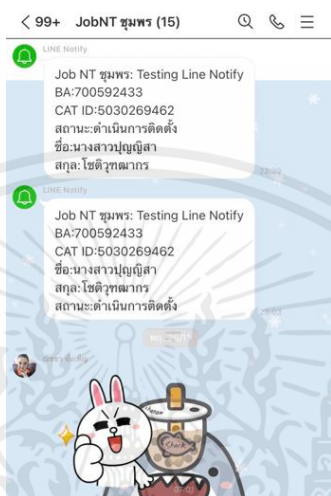 99+ JobNT ชุมพร (15)
LINE Notify
Job NT ชุมพร: Testing Line Notify
BA:700592433
CAT ID:5030269462
สถานะ:ดำเนินการติดตั้ง
ชื่อ:นางสาวปุญญิสา
สกุล:โชติวุฑฒากร
LINE Notify
Job NT ชุมพร: Testing Line Notify
BA:700592433
CAT ID:5030269462
ชื่อ:นางสาวปุญญิสา
สกุล:โชติวุฑฒากร
สถานะ:ดำเนินการติดตั้ง